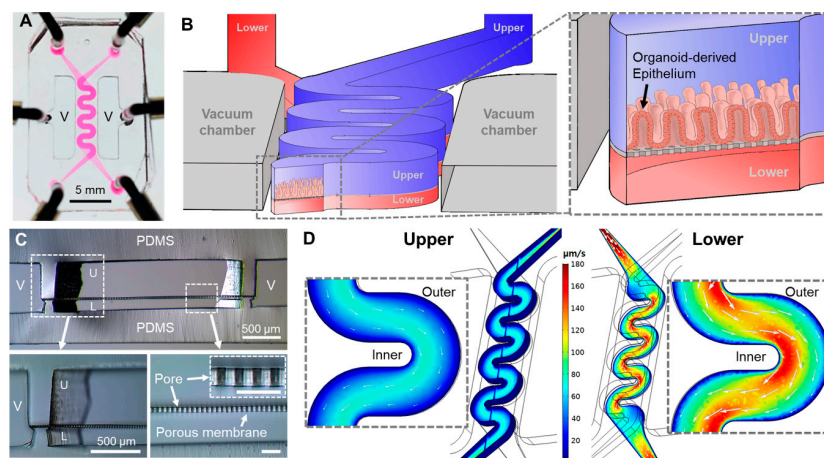 A
V
V
5 mm
B
Lower
Upper
Vacuum
chamber
Vacuum
chamber
Upper
Lower
Upper
Organoid-derived
Epithelium
Lower
C
PDMS
V
U
L
V
PDMS
500 µm
V
U
L
500 µm
Pore
Porous membrane
D
Upper
Lower
Outer
Inner
µm/s
180
160
140
120
100
80
60
40
20
Outer
Inner